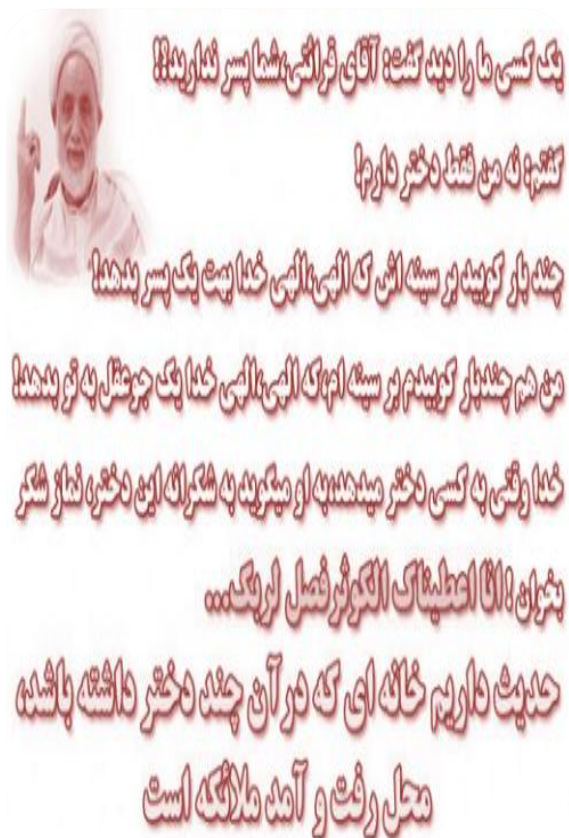 یک کسی ما را دید گفت: آقای قرائتی،شما پسر ندارید؟!
گفتم: نه من فقط دختر دارم!
چند بار کوبید بر سینه اش که الهی،الهی خدا بهت یک پسر بدهد!
من هم چندبار کوبیدم بر سینه ام،که الهی،الهی خدا یک جو عقل به تو بدهد!
خدا وقتی به کسی دختر میدهد،به او میگوید به شکرانه این دختر، نماز شکر
بخوان ! انا اعطیناک الکوثر فصل لربک...
حدیث داریم خانه ای که در آن چند دختر داشته باشد،
محل رفت و آمد ملائکه است